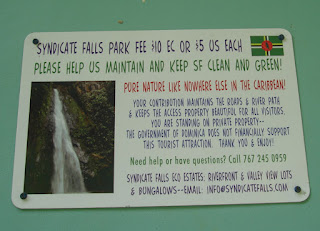 SYNDICATE FALLS PARK FEE $10 EC OR $5 US EACH
PLEASE HELP US MAINTAIN AND KEEP SF CLEAN AND GREEN!
PURE NATURE LIKE NOWHERE ELSE IN THE CARIBBEAN!
YOUR CONTRIBUTION MAINTAINS THE ROADS & RIVER PATH
& KEEPS THE ACCESS PROPERTY BEAUTIFUL FOR ALL VISITORS.
YOU ARE STANDING ON PRIVATE PROPERTY--
THE GOVERNMENT OF DOMINICA DOES NOT FINANCIALLY SUPPORT
THIS TOURIST ATTRACTION. THANK YOU & ENJOY!
Need help or have questions? Call 767 245 0959
SYNDICATE FALLS ECO ESTATES: RIVERFRONT & VALLEY VIEW LOTS
& BUNGALOWS--EMAIL: INFO@SYNDICATEFALLS.COM